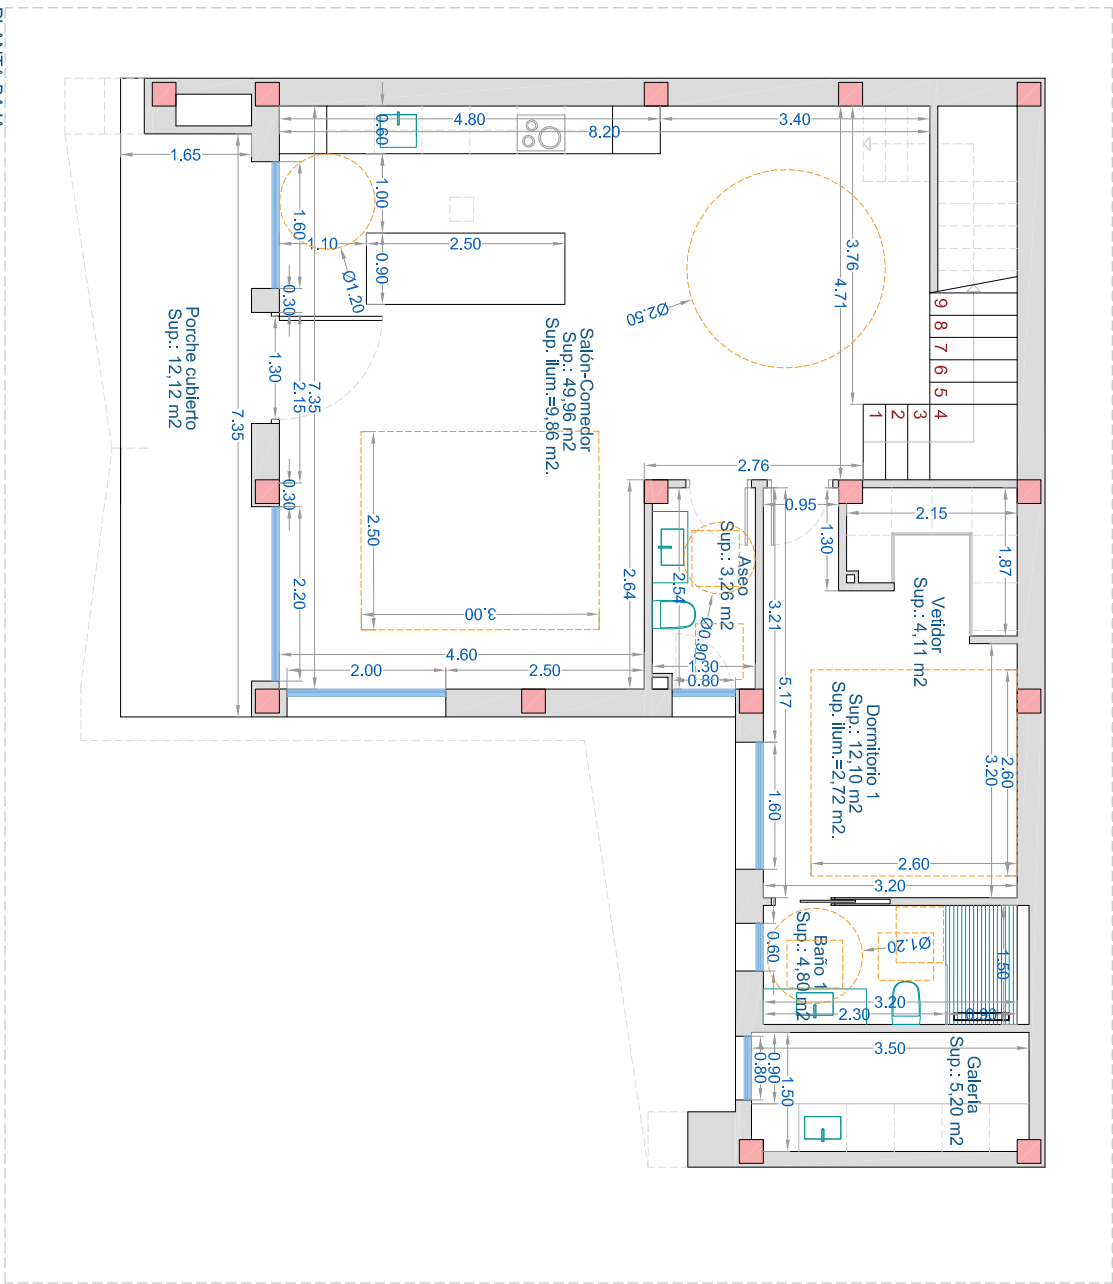 PLANTA BAJA
1.65
4.80
3.40
8.20
0.60
1.00
1.60
1.10
2.50
0.90
Ø1.20
0.30
3.76
4.71
Ø2.50
Porche cubierto
Sup.: 12,12 m2
7.35
1.30
2.15
7.35
Salón-Comedor
Sup.: 49,96 m2
Sup. ilum.=9,86 m2.
9
8
7
6
5
4
3
2
1
2.76
0.30
2.50
3.00
2.20
2.64
4.60
2.00
2.50
Aseo
Sup.: 3,26 m2
2.54
Ø0.90
1.30
0.80
0.95
1.30
2.15
1.87
3.21
5.17
Vetidor
Sup.: 4,11 m2
Dormitorio 1
Sup.: 12,10 m2
Sup. ilum.=2,72 m2.
2.60
3.20
1.60
2.60
3.20
Baño 1
Sup.: 4,80 m2
0.60
Ø1.20
1.50
3.20
2.30
0.90
3.50
Galería
Sup.: 5,20 m2
0.80
0.90
1.50